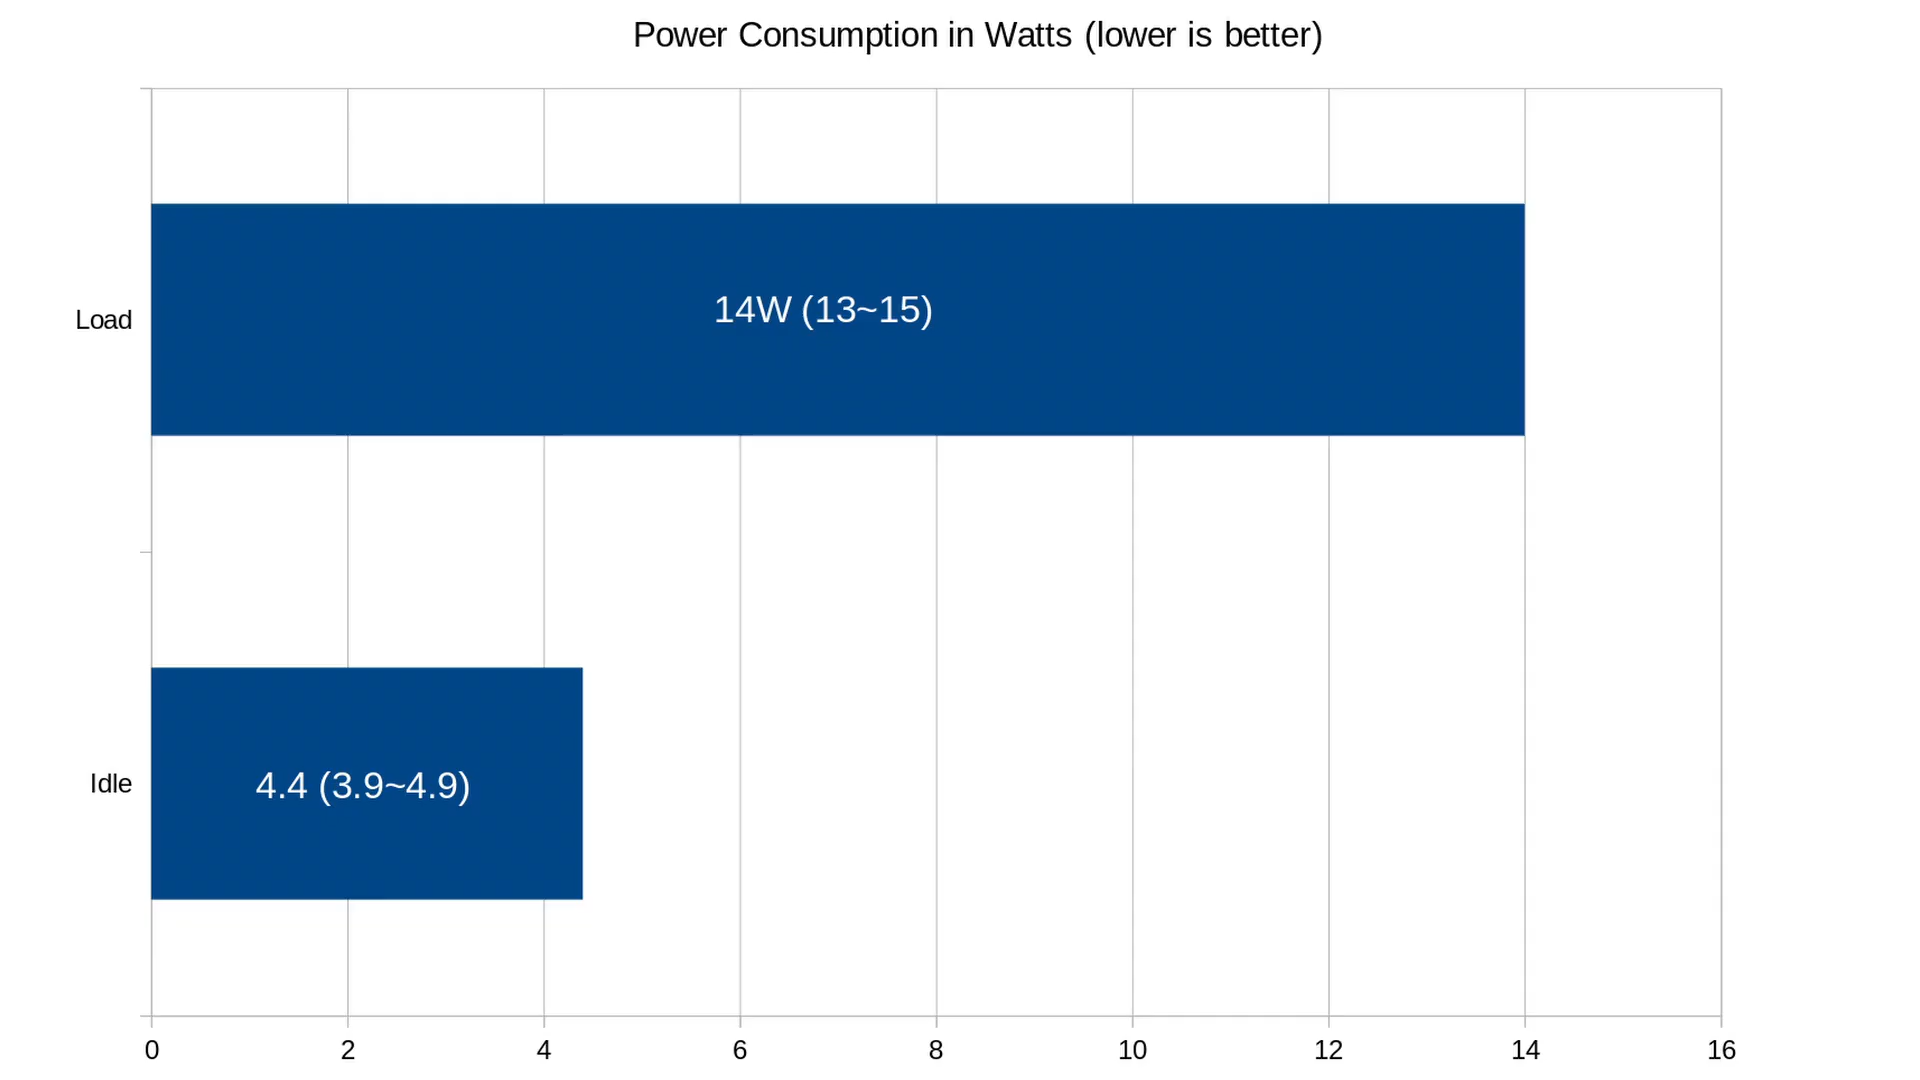 Power Consumption in Watts (lower is better)
Load
14W (13~15)
Idle
4.4 (3.9~4.9)
0 2 4 6 8 10 12 14 16